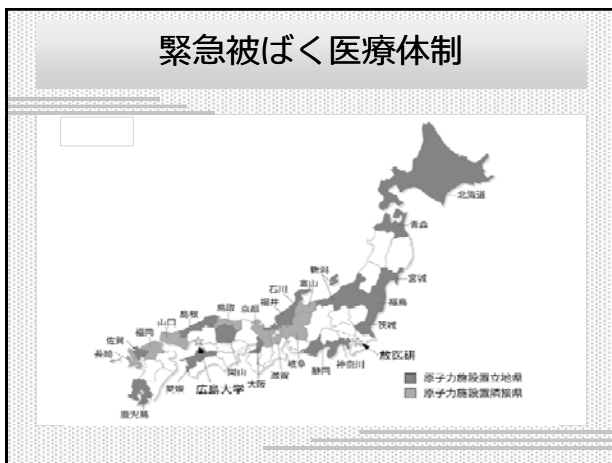 緊急被ばく医療体制
北海道
青森
宮城
福島
茨城
新潟
富山
石川
福井
京都
鳥取
島根
山口
福岡
佐賀
長崎
鹿児島
愛媛
広島大学
岡山
大阪
滋賀
岐阜
静岡
神奈川
放医研
原子力施設置立地県
原子力施設置隣接県